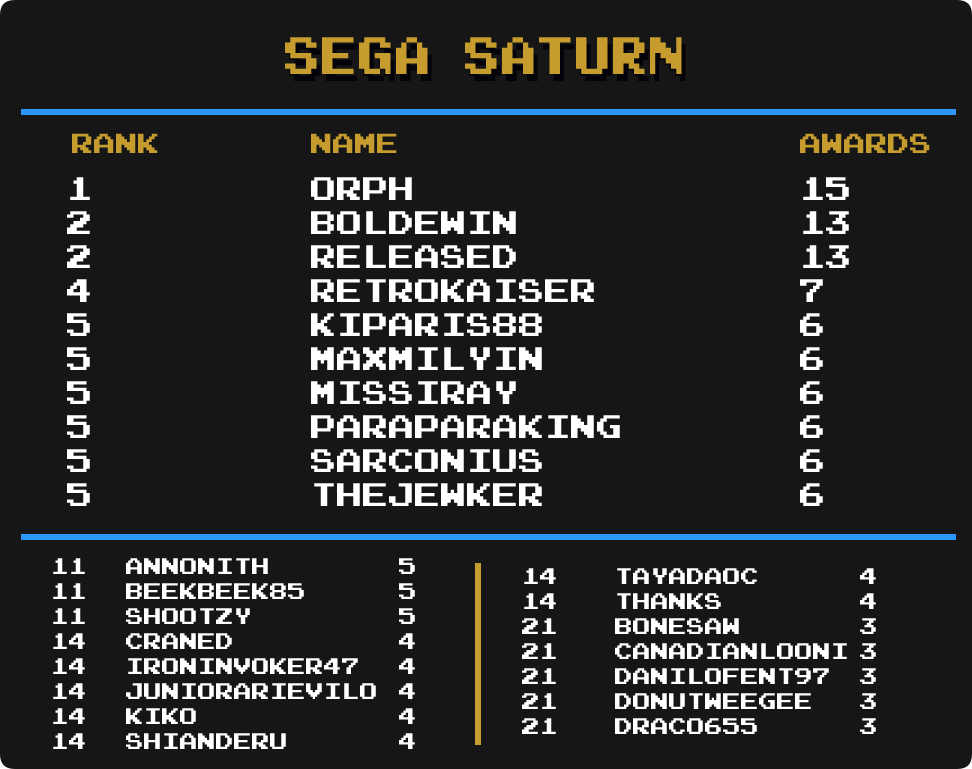 SEGA SATURN
RANK NAME AWARDS
1 ORPH 15
2 BOLDEWIN 13
2 RELEASED 13
4 RETROKAISER 7
5 KIPARIS88 6
5 MAXMILYIN 6
5 MISSIRAY 6
5 PARAPARAKING 6
5 SARCONIUS 6
5 THEJEWKER 6
11 ANNONITH 5
11 BEEKBEEK85 5
11 SHOOTZY 5
14 CRANED 4
14 IRONINVOKER47 4
14 JUNIORARIEVILO 4
14 KIKO 4
14 SHIANDERU 4
14 TAYADAOC 4
14 THANKS 4
21 BONESAW 3
21 CANADIANLOONI 3
21 DANILOFENT97 3
21 DONUTWEEGEE 3
21 DRACO655 3